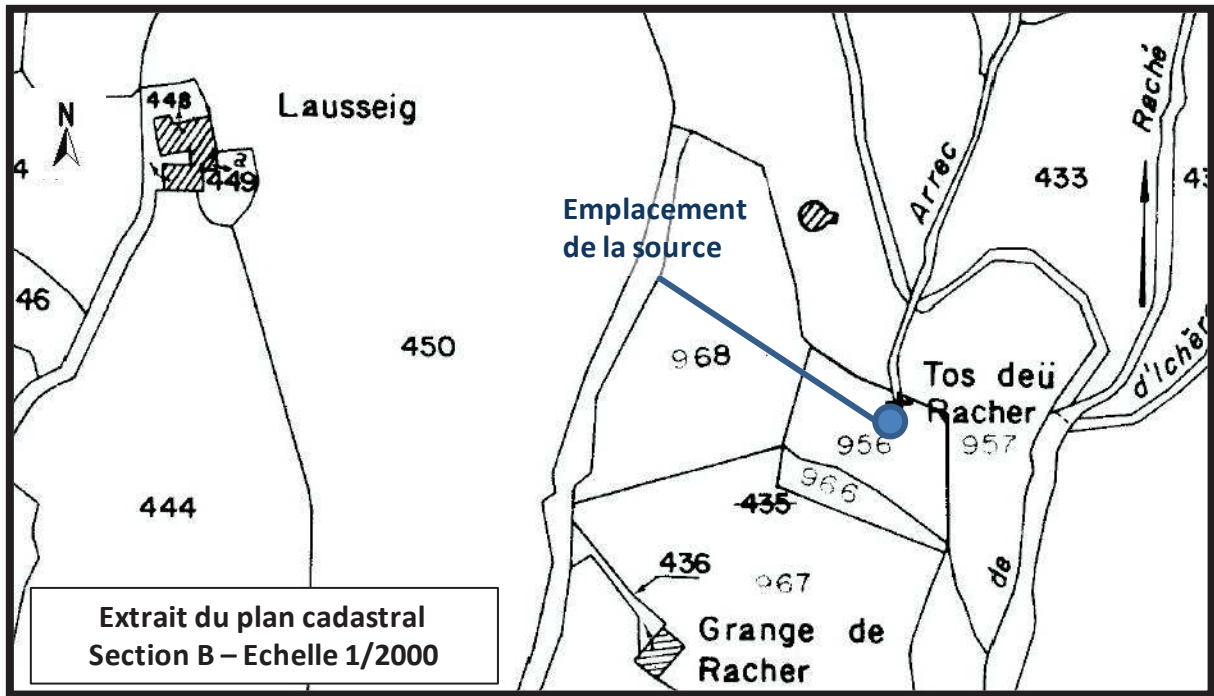 N
448
Lausseig
a
449
4
Emplacement
de la source
Arrec
Raché
433
43
46
450
968
Tos deü
Racher
d'Ichèr
956
957
966
435
444
436
967
de
Grange de
Racher
Extrait du plan cadastral
Section B – Echelle 1/2000